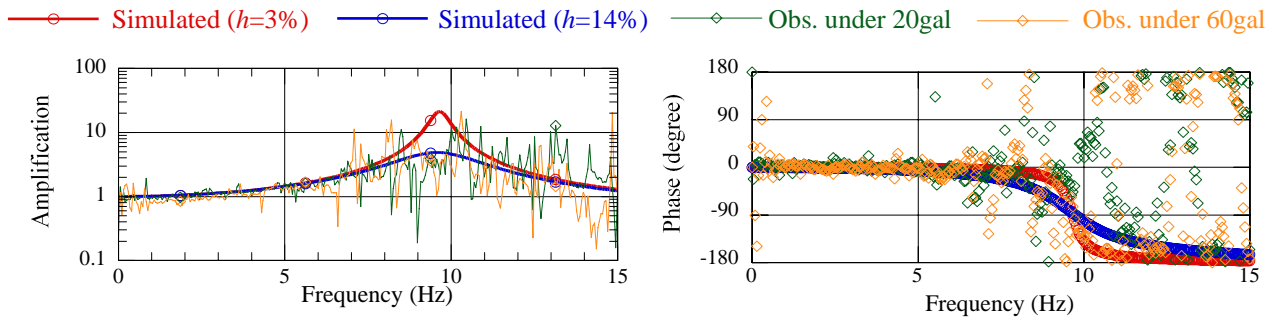 Simulated (h=3%) Simulated (h=14%) Obs. under 20gal Obs. under 60gal
Amplification
100
10
1
0.1
0 5 10 15
Frequency (Hz)
Phase (degree)
180
90
0
-90
-180
0 5 10 15
Frequency (Hz)